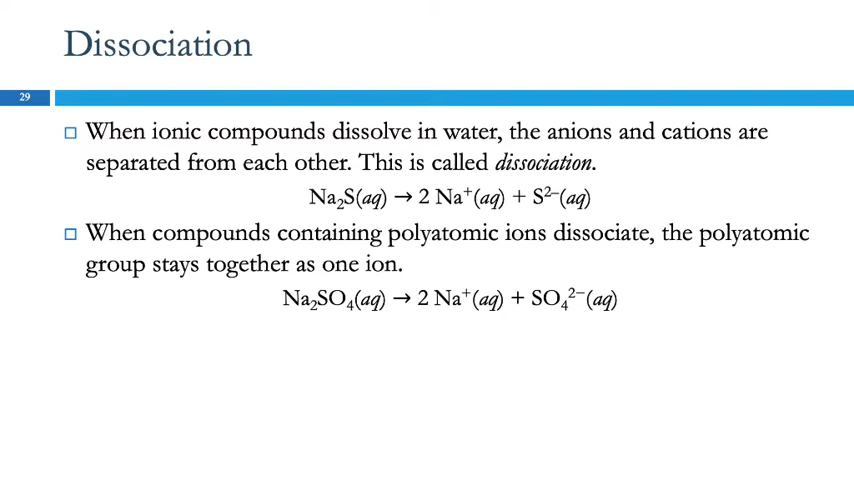 Dissociation
29
When ionic compounds dissolve in water, the anions and cations are
separated from each other. This is called dissociation.
Na₂S(aq) → 2 Na⁺(aq) + S²⁻(aq)
When compounds containing polyatomic ions dissociate, the polyatomic
group stays together as one ion.
Na₂SO₄(aq) → 2 Na⁺(aq) + SO₄²⁻(aq)